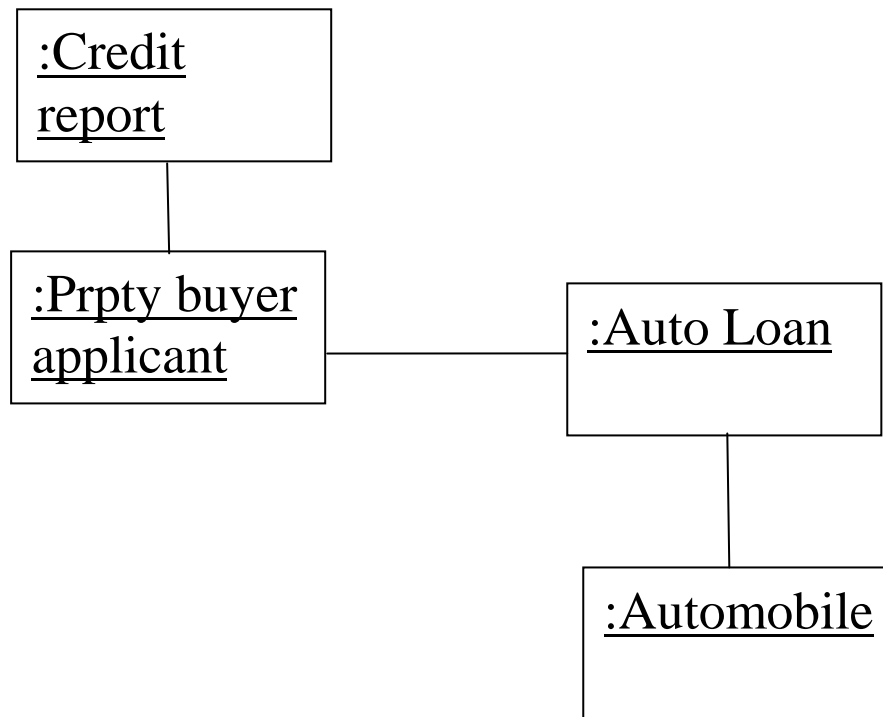 :Credit
report
:Prpty buyer
applicant
:Auto Loan
:Automobile